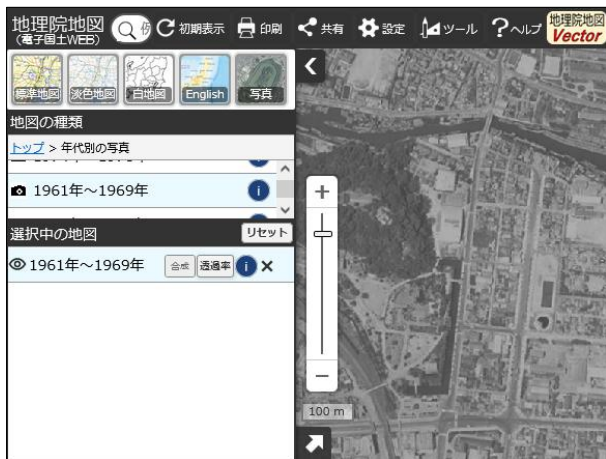 地理院地図
(電子国土WEB)
例
初期表示
印刷
共有
設定
ツール
?ヘルプ
地理院地図
Vector
標準地図
淡色地図
白地図
English
写真
地図の種類
トップ > 年代別の写真
1961年～1969年
選択中の地図
リセット
1961年～1969年
合成
透過率
i
×
+
−
100 m